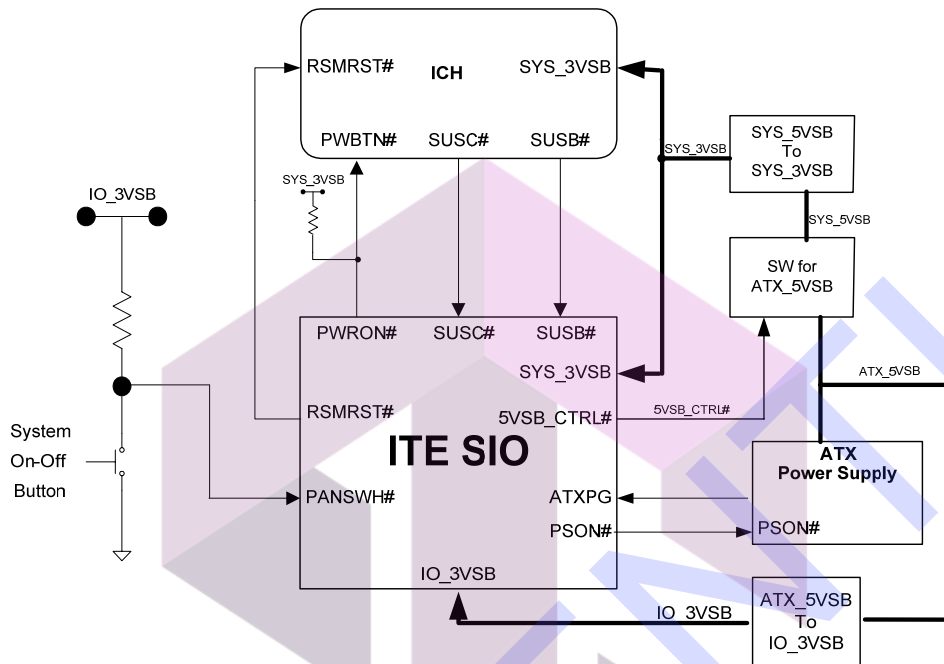 RSMRST#
ICH
SYS_3VSB
PWBTN#
SUSC#
SUSB#
SYS_3VSB
SYS_5VSB
To
SYS_3VSB
SYS_3VSB
IO_3VSB
SYS_5VSB
SW for
ATX_5VSB
PWRON#
SUSC#
SUSB#
SYS_3VSB
ATX_5VSB
RSMRST#
5VSB_CTRL#
5VSB_CTRL#
System
On-Off
Button
ITE SIO
ATX
Power Supply
PANSWH#
ATXPG
PSON#
PSON#
IO_3VSB
IO_3VSB
ATX_5VSB
To
IO_3VSB